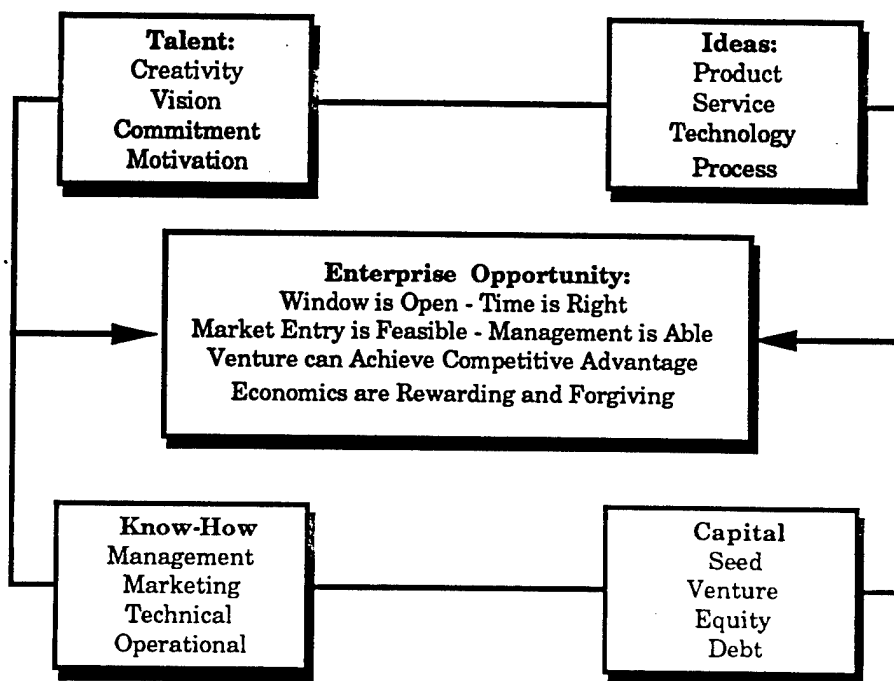 Talent:
Creativity
Vision
Commitment
Motivation
Ideas:
Product
Service
Technology
Process
Enterprise Opportunity:
Window is Open - Time is Right
Market Entry is Feasible - Management is Able
Venture can Achieve Competitive Advantage
Economics are Rewarding and Forgiving
Know-How
Management
Marketing
Technical
Operational
Capital
Seed
Venture
Equity
Debt